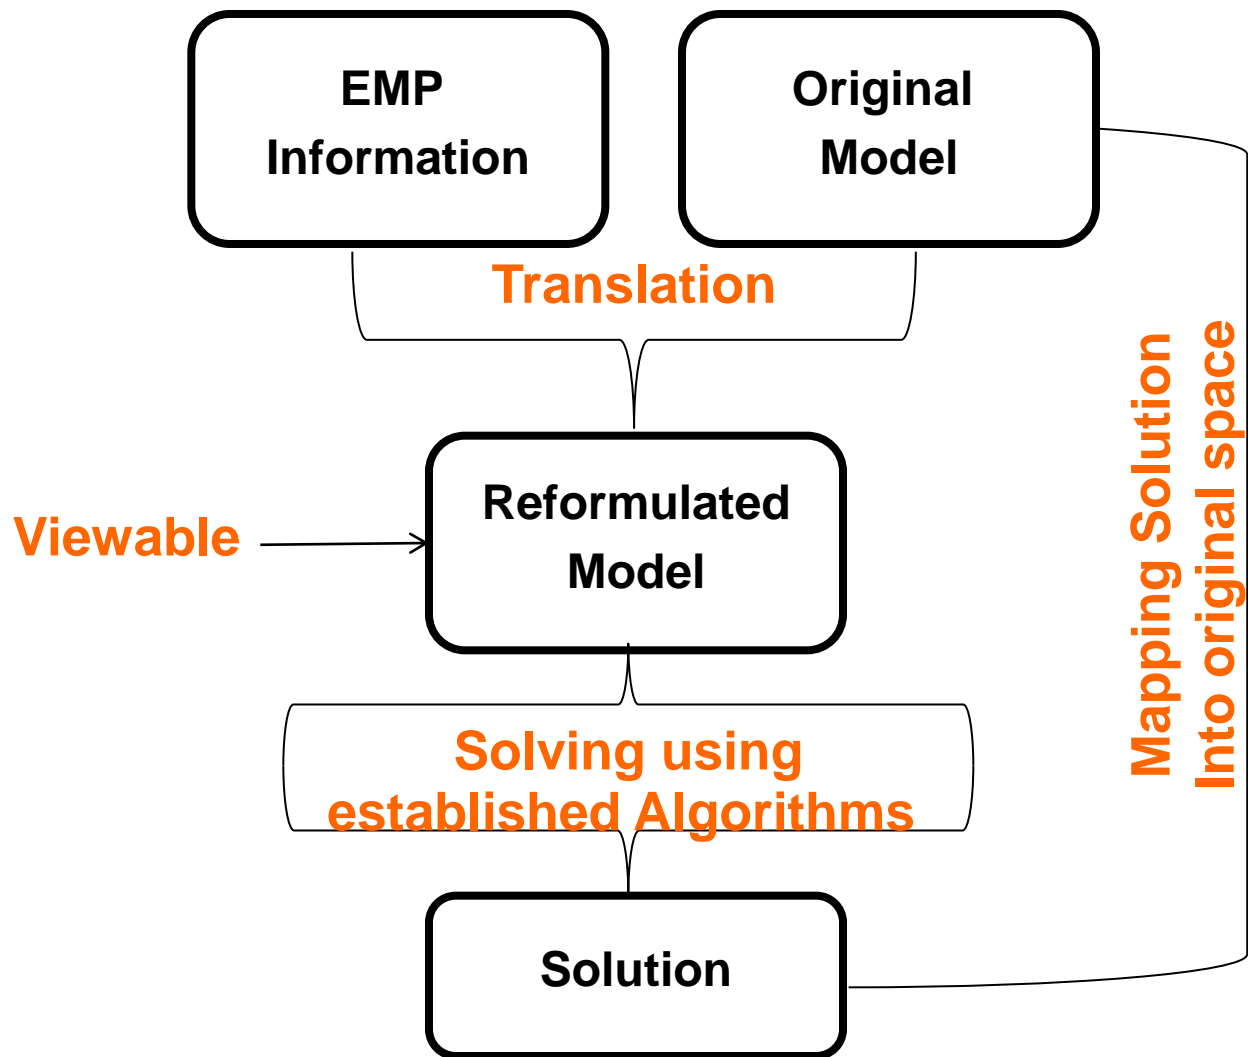 EMP
Information
Original
Model
Translation
Reformulated
Model
Viewable
Solving using
established Algorithms
Solution
Mapping Solution
Into original space